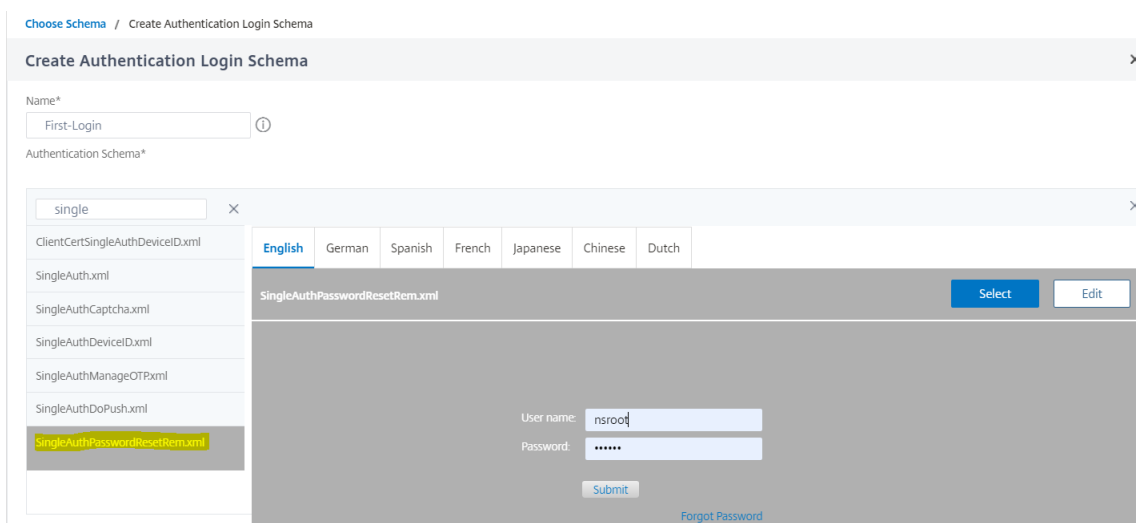 Choose Schema / Create Authentication Login Schema
Create Authentication Login Schema
Name*
First-Login
Authentication Schema*
single
ClientCertSingleAuthDeviceID.xml
SingleAuth.xml
SingleAuthCaptcha.xml
SingleAuthDeviceID.xml
SingleAuthManageOTP.xml
SingleAuthDoPush.xml
SingleAuthPasswordResetRem.xml
English German Spanish French Japanese Chinese Dutch
SingleAuthPasswordResetRem.xml Select Edit
User name: nsroot
Password: ••••••
Submit
Forgot Password